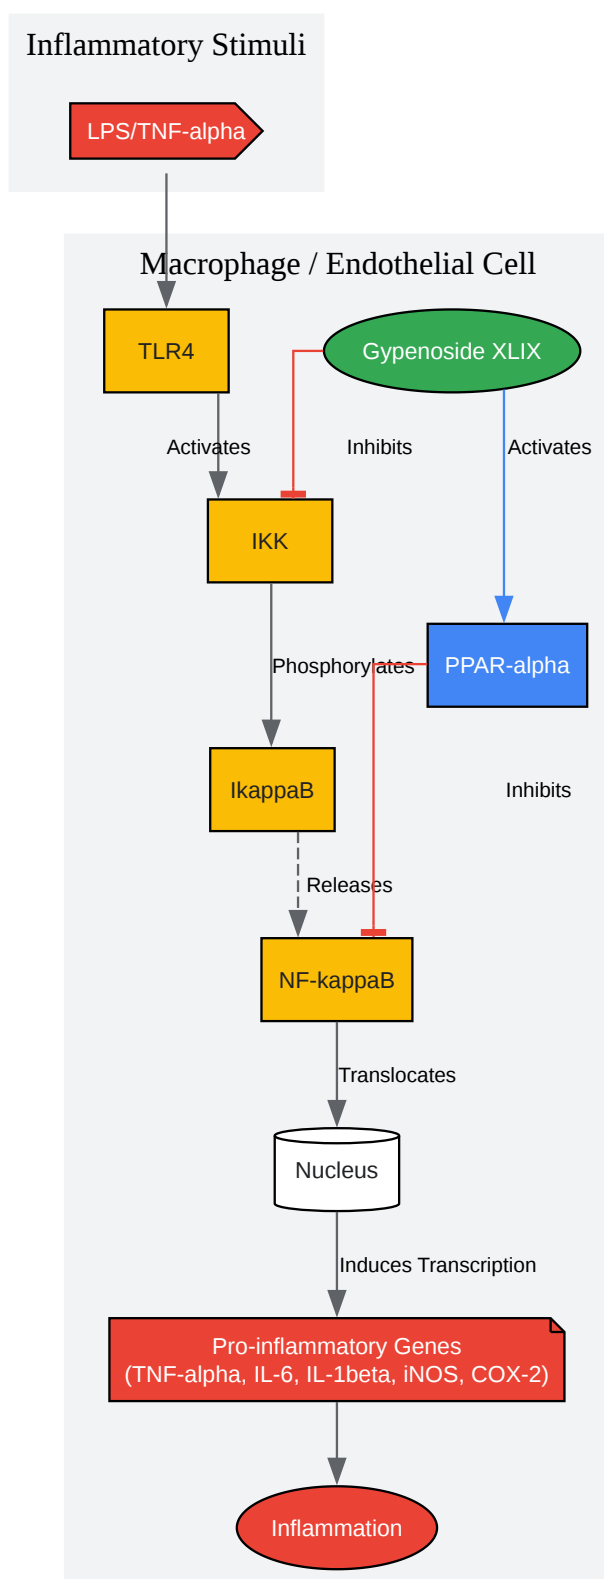 Inflammatory Stimuli
LPS/TNF-alpha
Macrophage / Endothelial Cell
TLR4
Gypenoside XLIX
Activates
Inhibits
Activates
IKK
Phosphorylates
PPAR-alpha
IkappaB
Inhibits
Releases
NF-kappaB
Translocates
Nucleus
Induces Transcription
Pro-inflammatory Genes
(TNF-alpha, IL-6, IL-1beta, iNOS, COX-2)
Inflammation